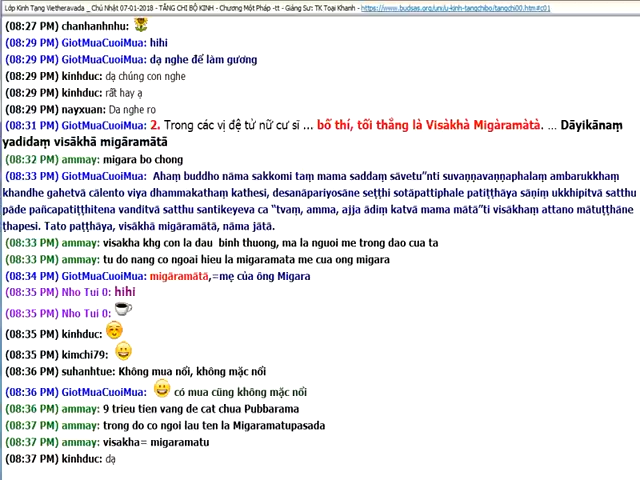 Lớp Kinh Tạng Vietheravada _ Chủ Nhật 07-01-2018 - TĂNG CHI BỘ KINH - Chương Một Pháp -tt - Giảng Sư: TK Toại Khanh - https://www.budsas.org/uni/u-kinh-tangchibo/tangchi00.htm#c01
(08:27 PM) chanhanhnhu:
(08:29 PM) GiotMuaCuoiMua: hihi
(08:29 PM) GiotMuaCuoiMua: dạ nghe để làm gương
(08:29 PM) kinhduc: dạ chúng con nghe
(08:29 PM) kinhduc: rất hay ạ
(08:29 PM) nayxuan: Da nghe ro
(08:31 PM) GiotMuaCuoiMua: 2. Trong các vị đệ tử nữ cư sĩ ... bố thí, tối thắng là Visàkhà Migàramàtà. ... Dāyikānaṃ
yadidaṃ visākhā migāramātā
(08:32 PM) ammay: migara bo chong
(08:33 PM) GiotMuaCuoiMua: Ahaṃ buddho nāma sakkomi taṃ mama saddaṃ sāvetu”nti suvaṇṇavaṇṇaphalaṃ ambarukkhaṃ
khandhe gahetvā cālento viya dhammakathaṃ kathesi, desanāpariyosāne seṭṭhi sotāpattiphale patiṭṭhāya sāṇiṃ ukkhipitvā satthu
pāde pañcapatiṭṭhitena vanditvā satthu santikeyeva ca “tvaṃ, amma, ajja ādiṃ katvā mama mātā”ti visākhaṃ attano mātuṭṭhāne
ṭhapesi. Tato paṭṭhāya, visākhā migāramātā, nāma jātā.
(08:33 PM) ammay: visakha khg con la dau binh thuong, ma la nguoi me trong dao cua ta
(08:33 PM) ammay: tu do nang co ngoai hieu la migaramata me cua ong migara
(08:34 PM) GiotMuaCuoiMua: migāramātā,=mẹ của ông Migara
(08:35 PM) Nho Tui 0: hihi
(08:35 PM) Nho Tui 0:
(08:35 PM) kinhduc:
(08:35 PM) kimchi79:
(08:36 PM) suhanhtue: Không mua nổi, không mặc nổi
(08:36 PM) GiotMuaCuoiMua: có mua cũng không mặc nổi
(08:36 PM) ammay: 9 trieu tien vang de cat chua Pubbarama
(08:37 PM) ammay: trong do co ngoi lau ten la Migaramatupasada
(08:37 PM) ammay: visakha= migaramatu
(08:37 PM) kinhduc: dạ